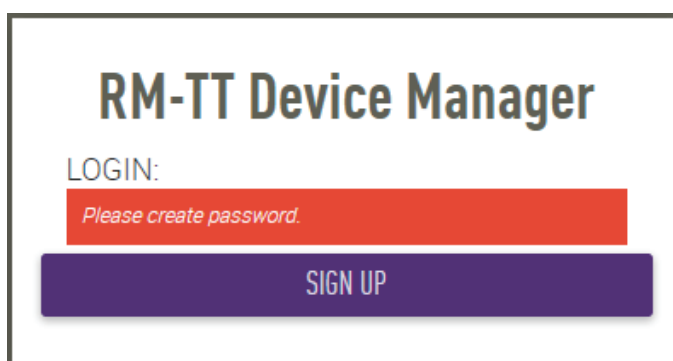 RM-TT Device Manager
LOGIN:
Please create password.
SIGN UP